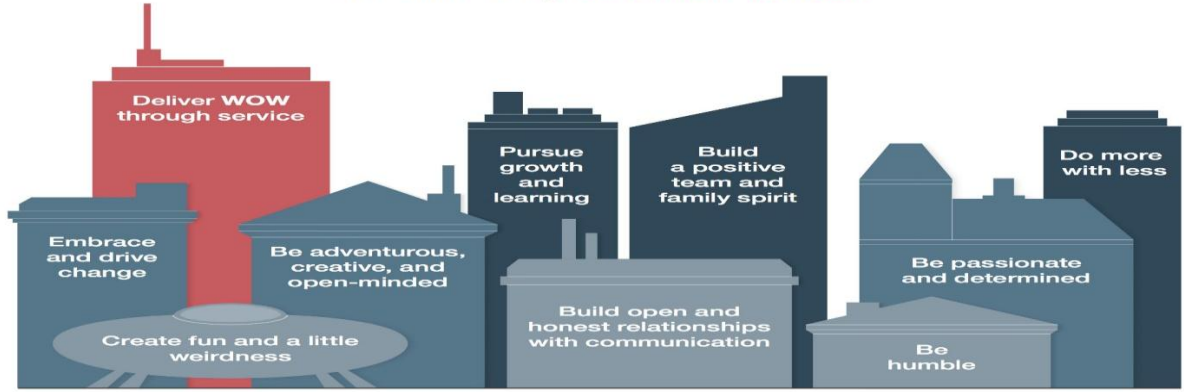 Deliver WOW
through service
Pursue
growth
and
learning
Build
a positive
team and
family spirit
Do more
with less
Embrace
and drive
change
Be adventurous,
creative, and
open-minded
Be passionate
and determined
Build open and
honest relationships
with communication
Create fun and a little
weirdness
Be
humble